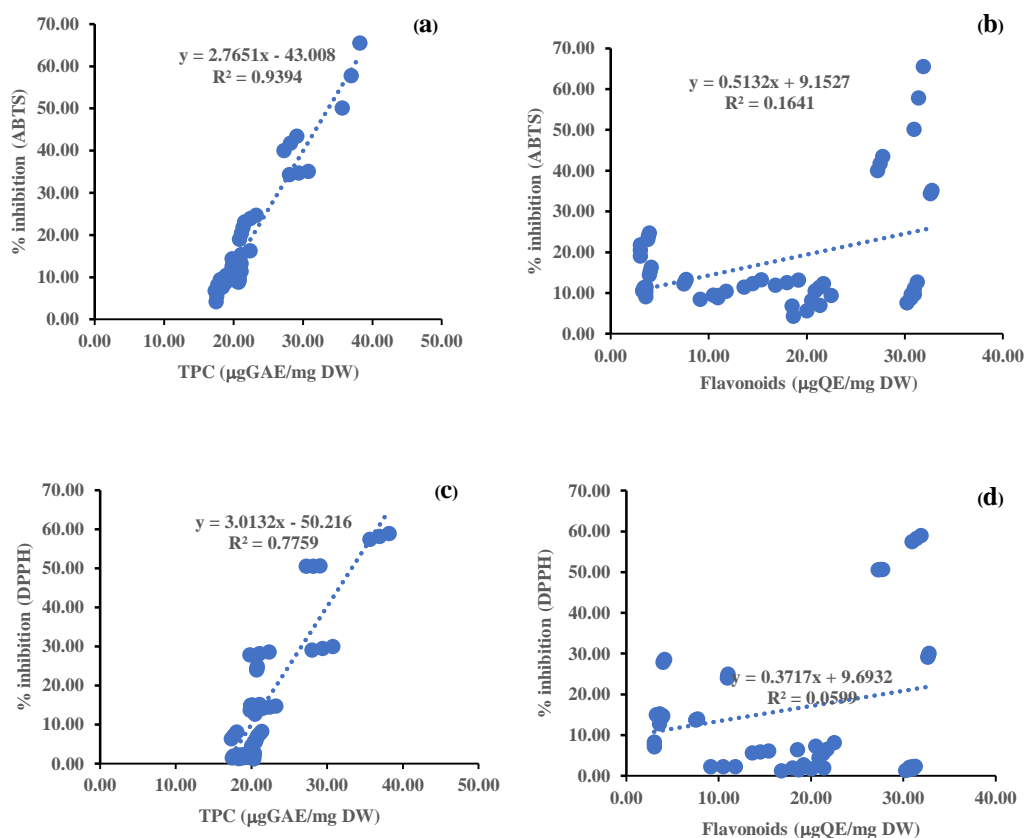 (a)
y = 2.7651x - 43.008
R² = 0.9394
% inhibition (ABTS)
70.00
60.00
50.00
40.00
30.00
20.00
10.00
0.00
0.00 10.00 20.00 30.00 40.00 50.00
TPC (µgGAE/mg DW)
(b)
y = 0.5132x + 9.1527
R² = 0.1641
% inhibition (ABTS)
70.00
60.00
50.00
40.00
30.00
20.00
10.00
0.00
0.00 10.00 20.00 30.00 40.00
Flavonoids (µgQE/mg DW)
(c)
y = 3.0132x - 50.216
R² = 0.7759
% inhibition (DPPH)
70.00
60.00
50.00
40.00
30.00
20.00
10.00
0.00
0.00 10.00 20.00 30.00 40.00 50.00
TPC (µgGAE/mg DW)
(d)
y = 0.3717x + 9.6932
R² = 0.0599
% inhibition (DPPH)
70.00
60.00
50.00
40.00
30.00
20.00
10.00
0.00
0.00 10.00 20.00 30.00 40.00
Flavonoids (µgQE/mg DW)